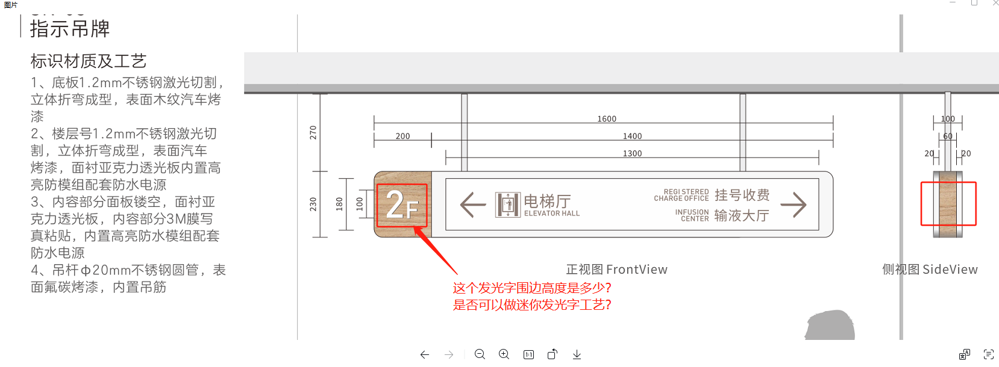 图片
指示吊牌
标识材质及工艺
1、底板1.2mm不锈钢激光切割，
立体折弯成型，表面木纹汽车烤
漆
2、楼层号1.2mm不锈钢激光切
割，立体折弯成型，表面汽车
烤漆，面衬亚克力透光板内置高
亮防模组配套防水电源
3、内容部分面板镂空，面衬亚
克力透光板，内容部分3M膜写
真粘贴，内置高亮防水模组配套
防水电源
4、吊杆φ20mm不锈钢圆管，表
面氟碳烤漆，内置吊筋
270
1600
200
1400
1300
230
180
100
2F
电梯厅
ELEVATOR HALL
REGISTERED
CHARGE OFFICE
挂号收费
INFUSION
CENTER
输液大厅
正视图 FrontView
这个发光字围边高度是多少?
是否可以做迷你发光字工艺?
100
60
20
20
侧视图 SideView
1:1